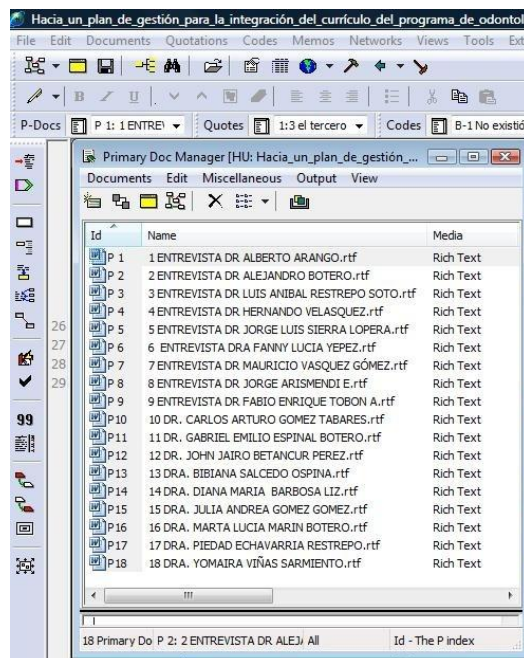 Hacia_un_plan_de_gestión_para_la_integración_del_currículo_del_programa_de_odontol
File Edit Documents Quotations Codes Memos Networks Views Tools Ext
B I U
P-Docs P 1: 1 ENTREV Quotes 1:3 el tercero Codes B-1 No existió
Primary Doc Manager [HU: Hacia_un_plan_de_gestión_...
Documents Edit Miscellaneous Output View
Id Name Media
P 1 1 ENTREVISTA DR ALBERTO ARANGO.rtf Rich Text
P 2 2 ENTREVISTA DR ALEJANDRO BOTERO.rtf Rich Text
P 3 3 ENTREVISTA DR LUIS ANIBAL RESTREPO SOTO.rtf Rich Text
P 4 4 ENTREVISTA DR HERNANDO VELASQUEZ.rtf Rich Text
26 P 5 5 ENTREVISTA DR JORGE LUIS SIERRA LOPERA.rtf Rich Text
27 P 6 6 ENTREVISTA DRA FANNY LUCIA YEPEZ.rtf Rich Text
28 P 7 7 ENTREVISTA DR MAURICIO VASQUEZ GÓMEZ.rtf Rich Text
29 P 8 8 ENTREVISTA DR JORGE ARISMENDI E.rtf Rich Text
P 9 9 ENTREVISTA DR FABIO ENRIQUE TOBON A.rtf Rich Text
99 P10 10 DR. CARLOS ARTURO GOMEZ TABARES.rtf Rich Text
P11 11 DR. GABRIEL EMILIO ESPINAL BOTERO.rtf Rich Text
P12 12 DR. JOHN JAIRO BETANCUR PEREZ.rtf Rich Text
P13 13 DRA. BIBIANA SALCEDO OSPINA.rtf Rich Text
P14 14 DRA. DIANA MARIA BARBOSA LIZ.rtf Rich Text
P15 15 DRA. JULIA ANDREA GOMEZ GOMEZ.rtf Rich Text
P16 16 DRA. MARTA LUCIA MARIN BOTERO.rtf Rich Text
P17 17 DRA. PIEDAD ECHAVARRIA RESTREPO.rtf Rich Text
P18 18 DRA. YOMAIRA VIÑAS SARMIENTO.rtf Rich Text
18 Primary Do P 2: 2 ENTREVISTA DR ALEJ All Id - The P index